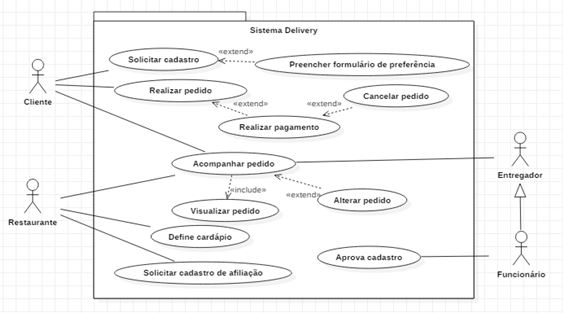 Sistema Delivery
Solicitar cadastro
«extend»
Preencher formulário de preferência
Cliente
Realizar pedido
«extend»
«extend»
Cancelar pedido
Realizar pagamento
Acompanhar pedido
Entregador
«include»
«extend»
Alterar pedido
Restaurante
Visualizar pedido
Define cardápio
Aprova cadastro
Solicitar cadastro de afiliação
Funcionário